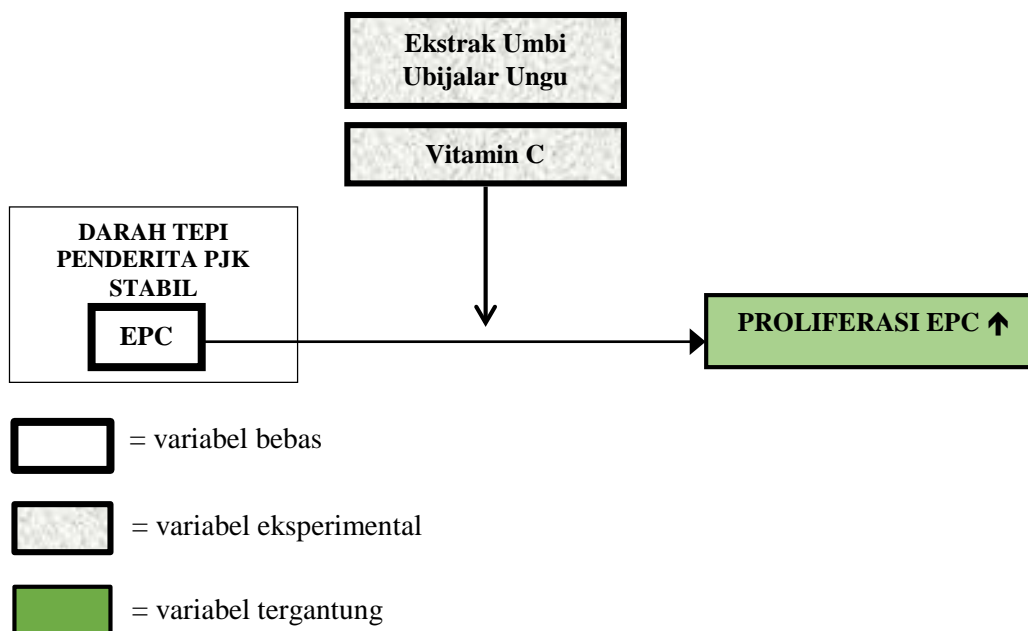 Ekstrak Umbi
Ubijalar Ungu
Vitamin C
DARAH TEPI
PENDERITA PJK
STABIL
EPC
PROLIFERASI EPC ↑
= variabel bebas
= variabel eksperimental
= variabel tergantung